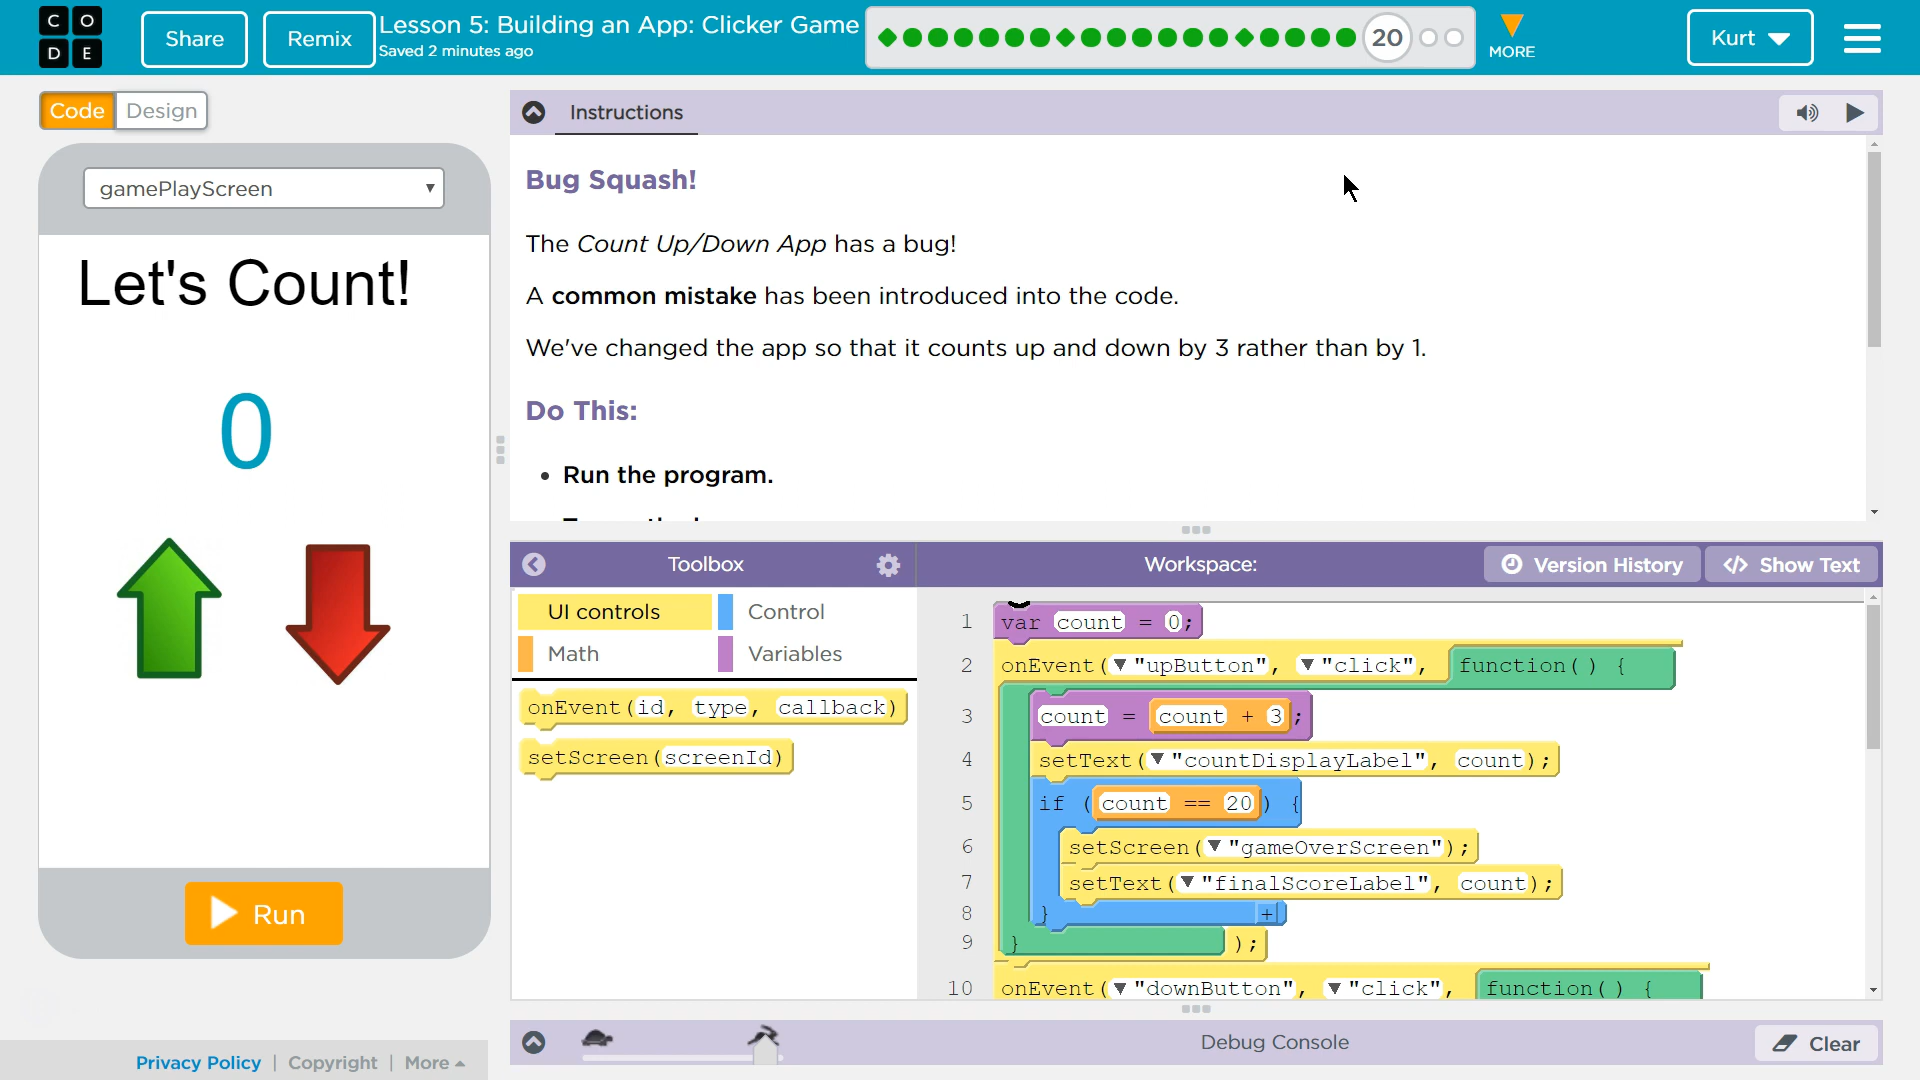 C O
D E
Share
Remix
Lesson 5: Building an App: Clicker Game
Saved 2 minutes ago
20
MORE
Kurt
Code
Design
Instructions
gamePlayScreen
Let's Count!
0
Run
Bug Squash!
The Count Up/Down App has a bug!
A common mistake has been introduced into the code.
We've changed the app so that it counts up and down by 3 rather than by 1.
Do This:
• Run the program.
Toolbox
Workspace:
Version History
</> Show Text
UI controls
Control
Math
Variables
onEvent(id, type, callback)
setScreen(screenId)
1 var count = 0;
2 onEvent("upButton", "click", function( ) {
3 count = count + 3;
4 setText("countDisplayLabel", count);
5 if (count == 20) {
6 setScreen("gameOverScreen");
7 setText("finalScoreLabel", count);
8 } +
9 } );
10 onEvent("downButton", "click", function( ) {
Debug Console
Clear
Privacy Policy | Copyright | More